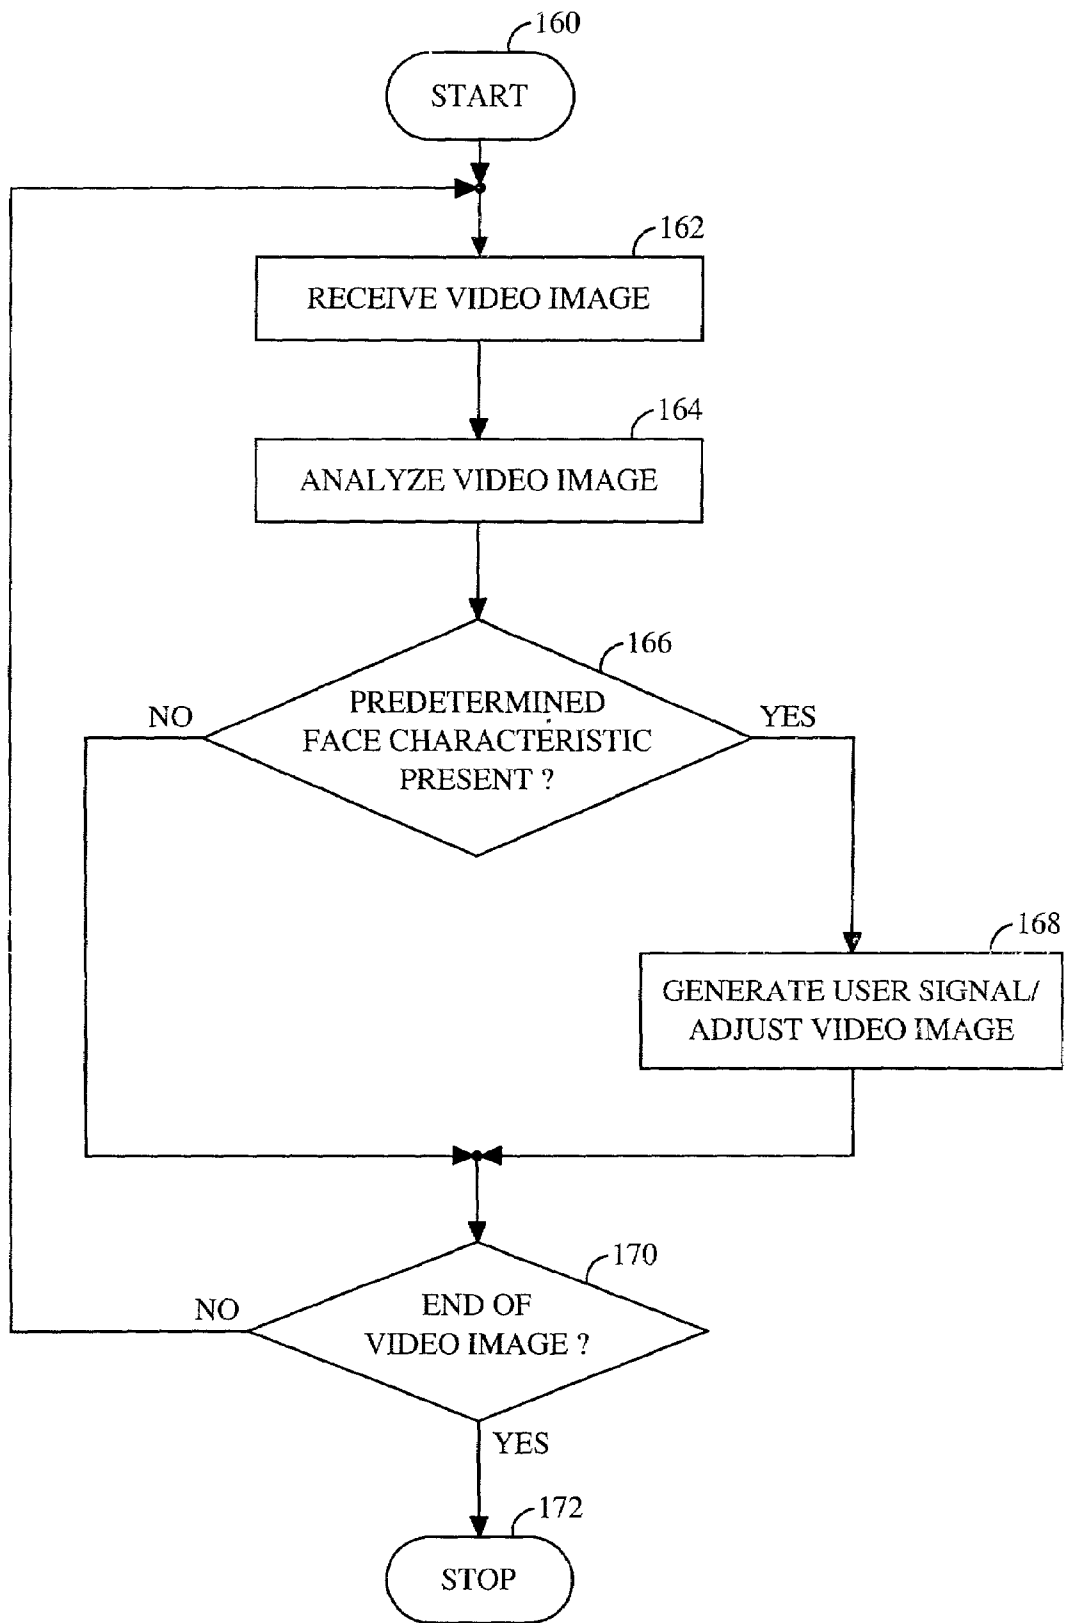 160
START
162
RECEIVE VIDEO IMAGE
164
ANALYZE VIDEO IMAGE
166
NO
PREDETERMINED
FACE CHARACTERISTIC
PRESENT ?
YES
168
GENERATE USER SIGNAL/
ADJUST VIDEO IMAGE
170
NO
END OF
VIDEO IMAGE ?
YES
172
STOP